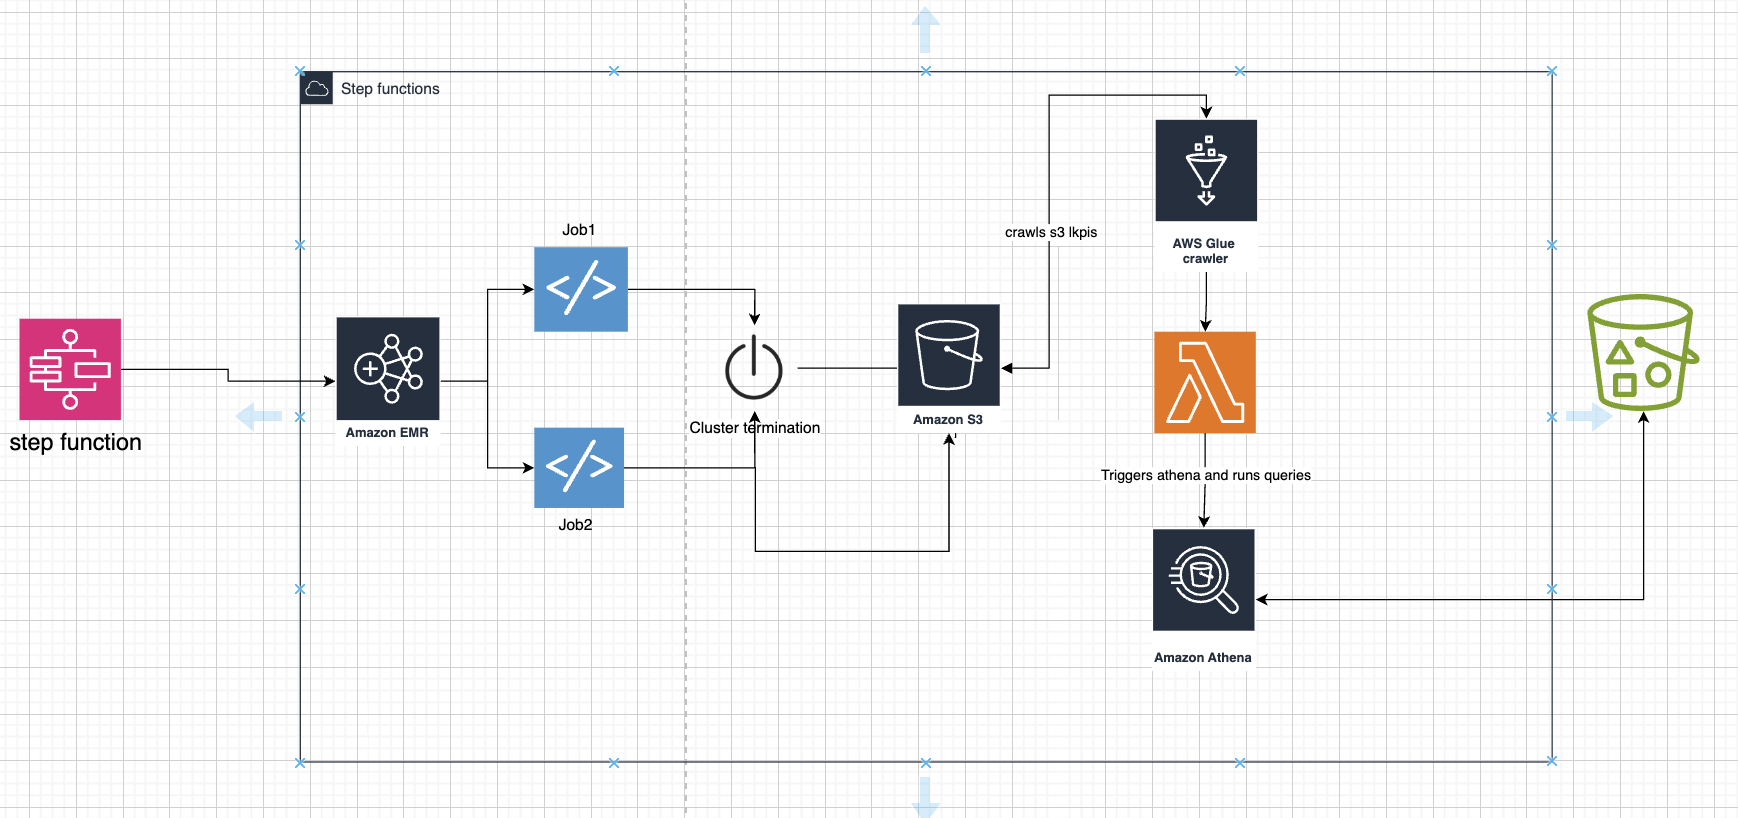 Step functions
Job1
crawls s3 lkpis
AWS Glue
crawler
step function
Amazon EMR
Cluster termination
Amazon S3
Triggers athena and runs queries
Job2
Amazon Athena